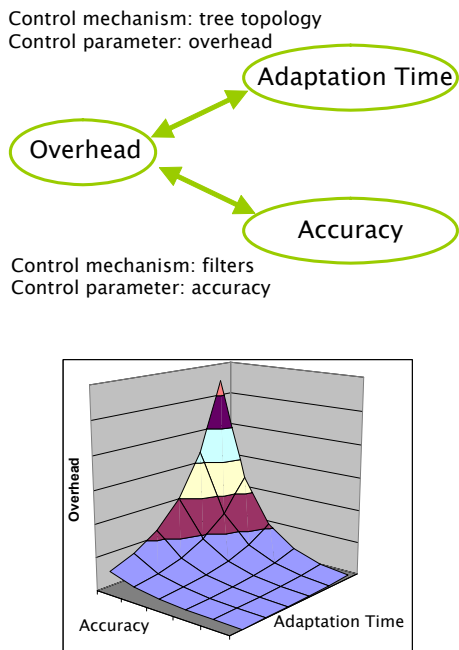 Control mechanism: tree topology
Control parameter: overhead
Adaptation Time
Overhead
Accuracy
Control mechanism: filters
Control parameter: accuracy
Overhead
Accuracy
Adaptation Time